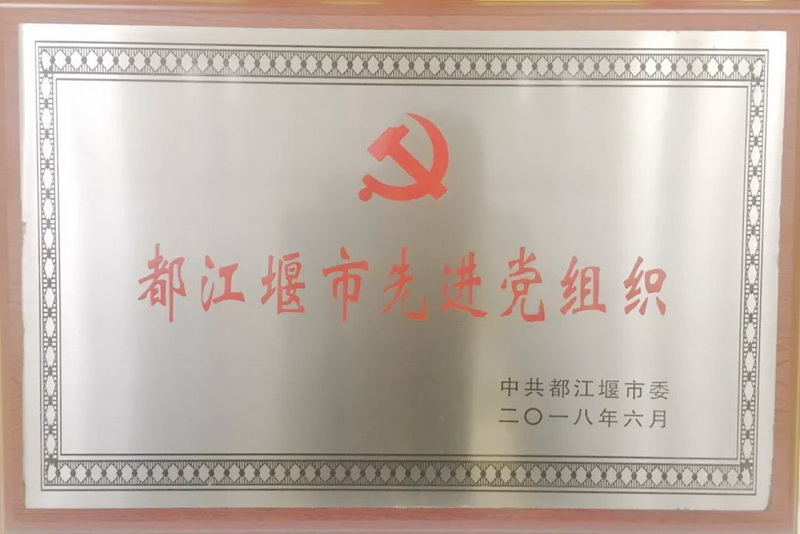 都江堰市先进党组织
中共都江堰市委
二〇一八年六月